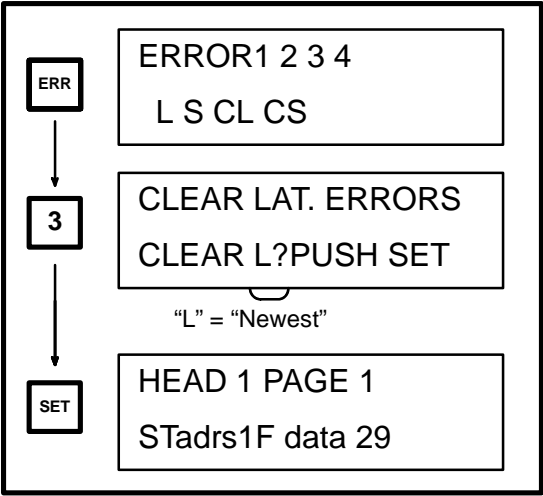 ERR
ERROR1 2 3 4
L S CL CS
3
CLEAR LAT. ERRORS
CLEAR L?PUSH SET
“L” = “Newest”
SET
HEAD 1 PAGE 1
STadrs1F data 29